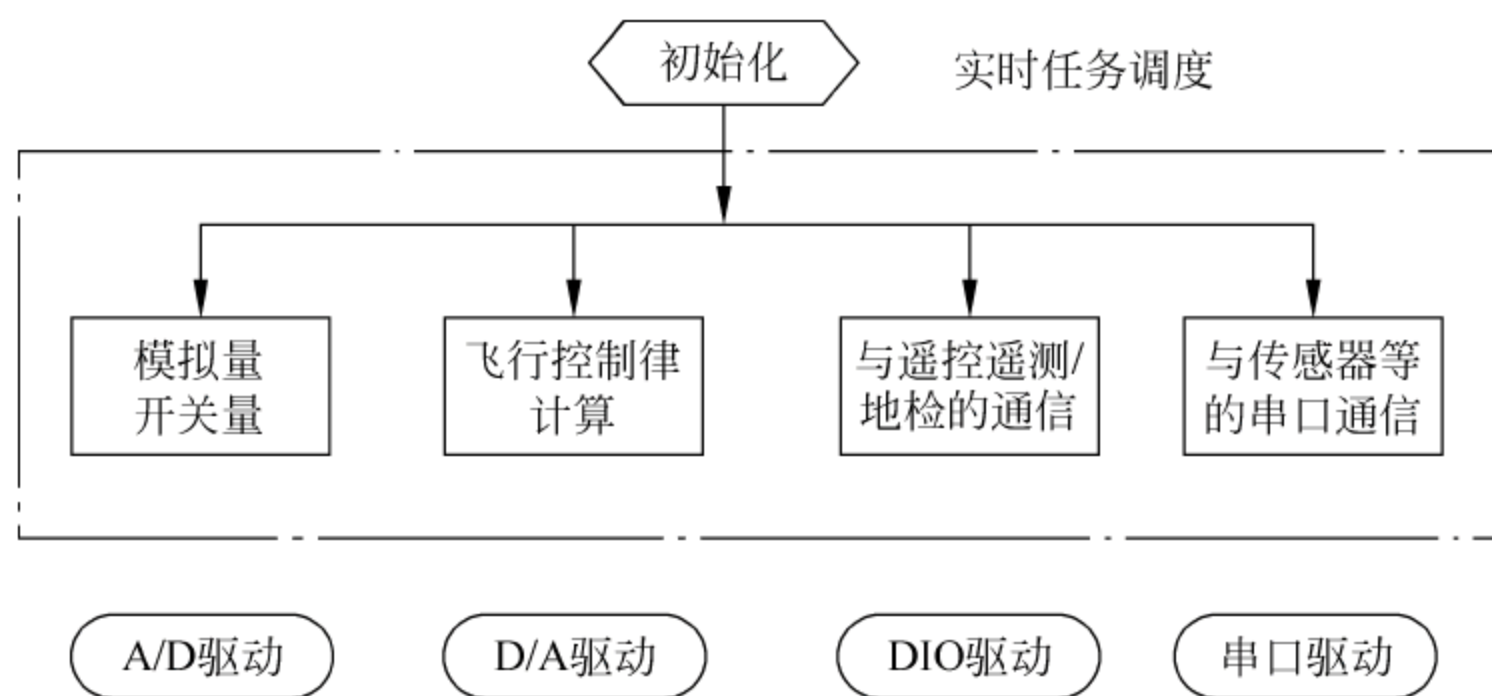 初始化
实时任务调度
模拟量
开关量
飞行控制律
计算
与遥控遥测/
地检的通信
与传感器等
的串口通信
A/D驱动
D/A驱动
DIO驱动
串口驱动